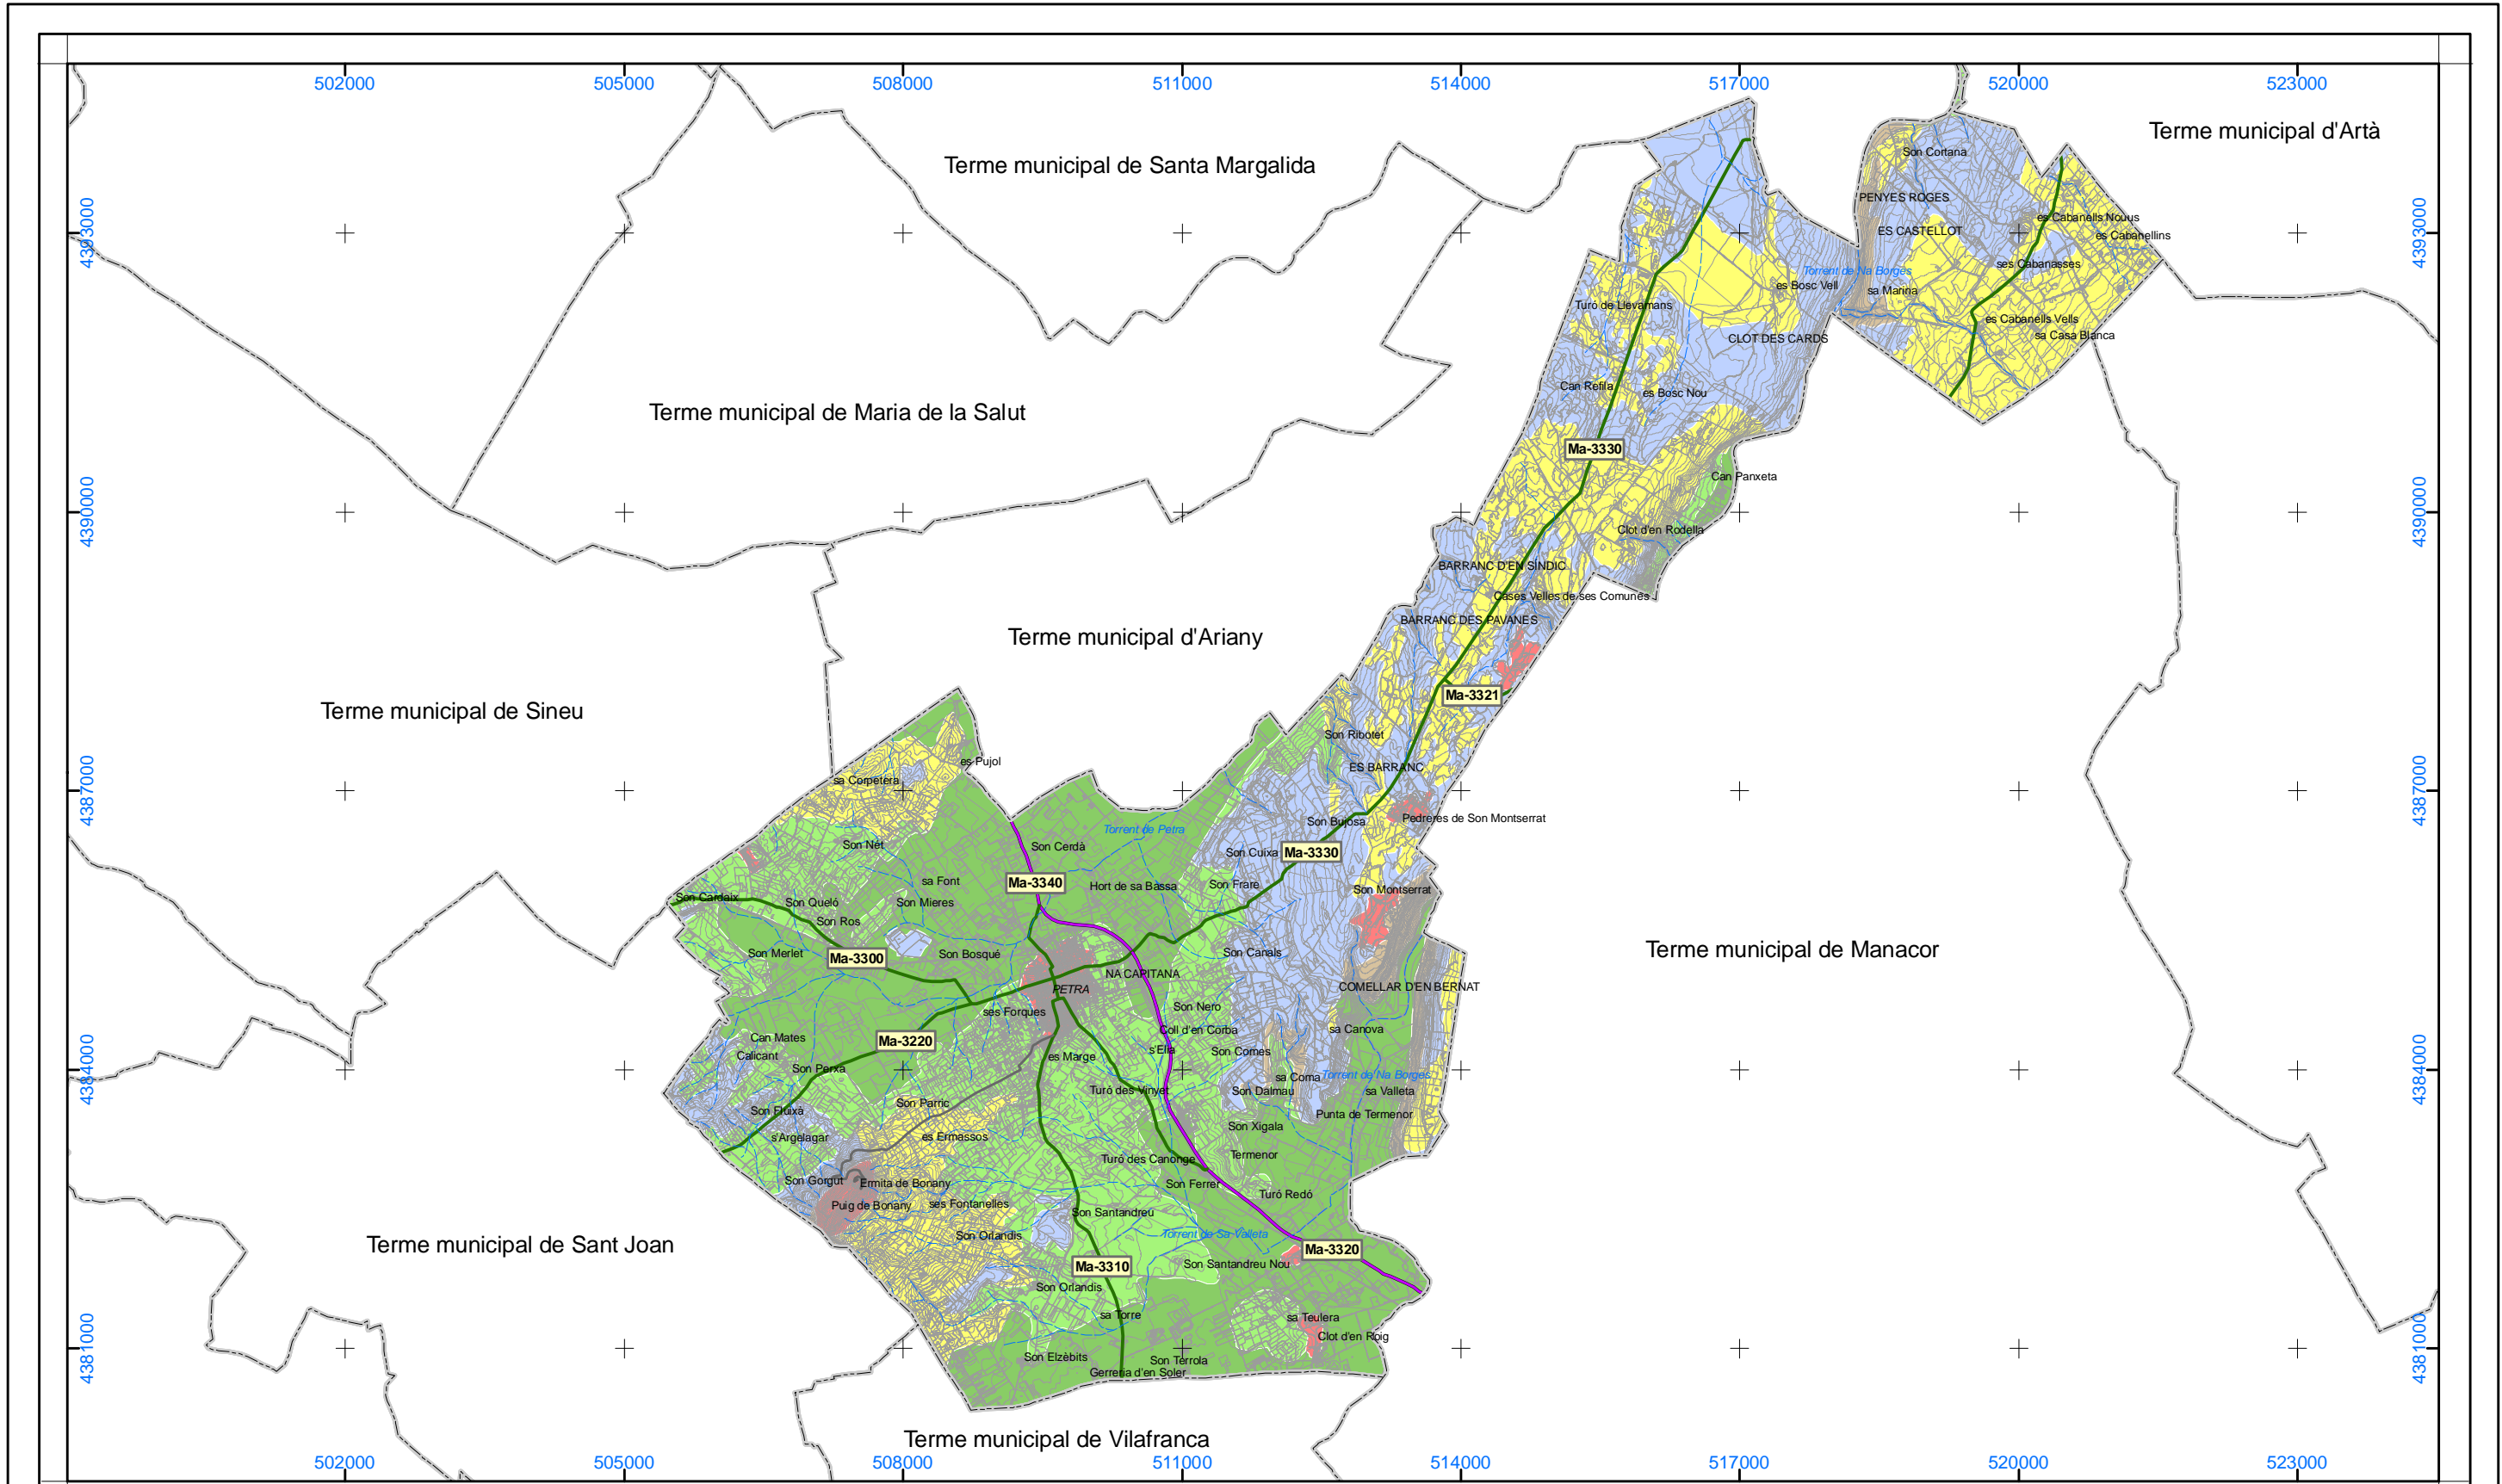 502000 505000 508000 511000 514000 517000 520000 523000
Terme municipal d'Artà
Terme municipal de Santa Margalida
Son Cortana
PENYES ROGES
4393000
es Cabanells Nouus
ES CASTELLOT
es Cabanellins
4393000
ses Cabanasses
Torrent de Na Borges
es Bosc Vell
sa Marina
Turó de Llevamans
es Cabanells Vells
sa Casa Blanca
CLOT DES CARDS
Can Refila
es Bosc Nou
Terme municipal de Maria de la Salut
Ma-3330
Can Panxeta
4390000
Clot d'en Rodella
4390000
BARRANC D'EN SINDIC
Cases Velles de ses Comunes
BARRANC DES PAVANES
Terme municipal d'Ariany
Ma-3321
Terme municipal de Sineu
Son Ribotet
es Pujol
ES BARRANC
sa Corpetera
4387000
4387000
Pedreres de Son Montserrat
Son Bujosa
Torrent de Petra
Son Net
Son Cerdà
Son Cuixa
Ma-3330
sa Font
Ma-3340
Hort de sa Bassa
Son Frare
Son Montserrat
Son Cardaix
Son Queló
Son Mieres
Son Ros
Terme municipal de Manacor
Son Merlet
Ma-3300
Son Bosqué
Son Canals
NA CAPITANA
PETRA
COMELLAR D'EN BERNAT
Son Nero
ses Forques
Coll d'en Corba
sa Canova
Can Mates
Ma-3220
s'Elia
Son Comes
Calicant
es Marge
4384000
Son Perxa
sa Coma
Torrent de Na Borges
4384000
Turó des Vinyet
Son Dalmau
sa Valleta
Son Parric
Son Fluixà
Punta de Termenor
Son Xigala
s'Argelagar
es Ermassos
Termenor
Turó des Canonge
Son Gorgut
Ermita de Bonany
Son Ferrer
Turó Redó
Puig de Bonany
ses Fontanelles
Son Santandreu
Son Orlandis
Torrent de Sa Valleta
Terme municipal de Sant Joan
Ma-3320
Ma-3310
Son Santandreu Nou
Son Orlandis
sa Torre
sa Teulera
Clot d'en Roig
4381000
Son Elzèbits
Son Terrola
4381000
Gerreria d'en Soler
Terme municipal de Vilafranca
502000 505000 508000 511000 514000 517000 520000 523000